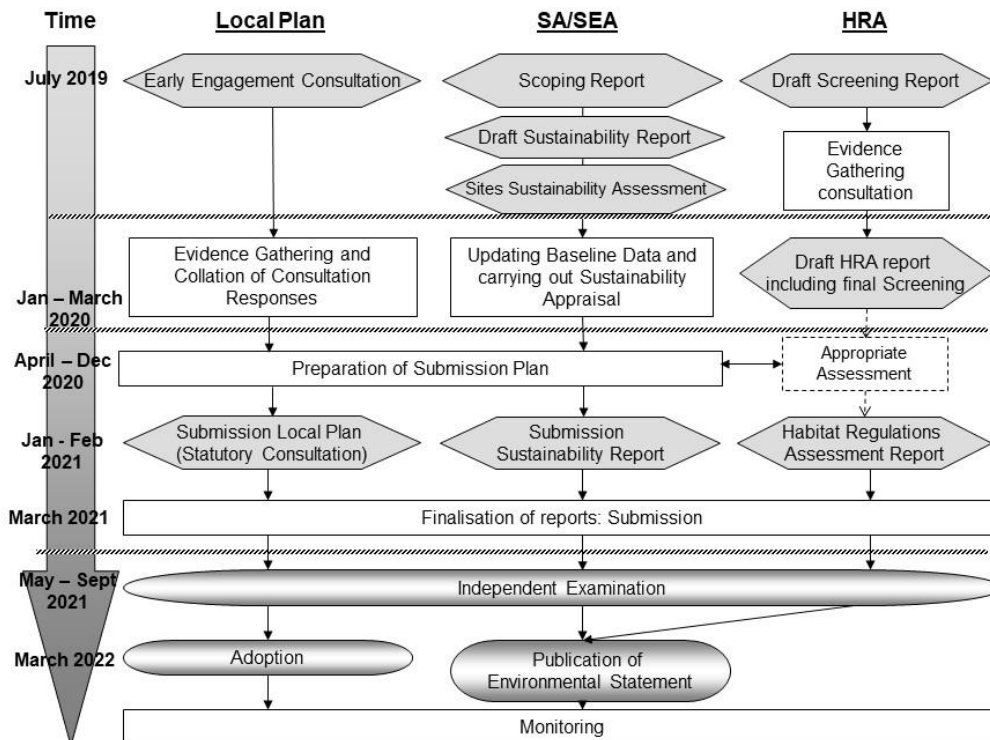 Time
Local Plan
SA/SEA
HRA
July 2019
Early Engagement Consultation
Scoping Report
Draft Screening Report
Draft Sustainability Report
Evidence
Gathering
consultation
Sites Sustainability Assessment
Jan – March
2020
Evidence Gathering and
Collation of Consultation
Responses
Updating Baseline Data and
carrying out Sustainability
Appraisal
Draft HRA report
including final Screening
April – Dec
2020
Preparation of Submission Plan
Appropriate
Assessment
Jan - Feb
2021
Submission Local Plan
(Statutory Consultation)
Submission
Sustainability Report
Habitat Regulations
Assessment Report
March 2021
Finalisation of reports: Submission
May – Sept
2021
Independent Examination
March 2022
Adoption
Publication of
Environmental Statement
Monitoring